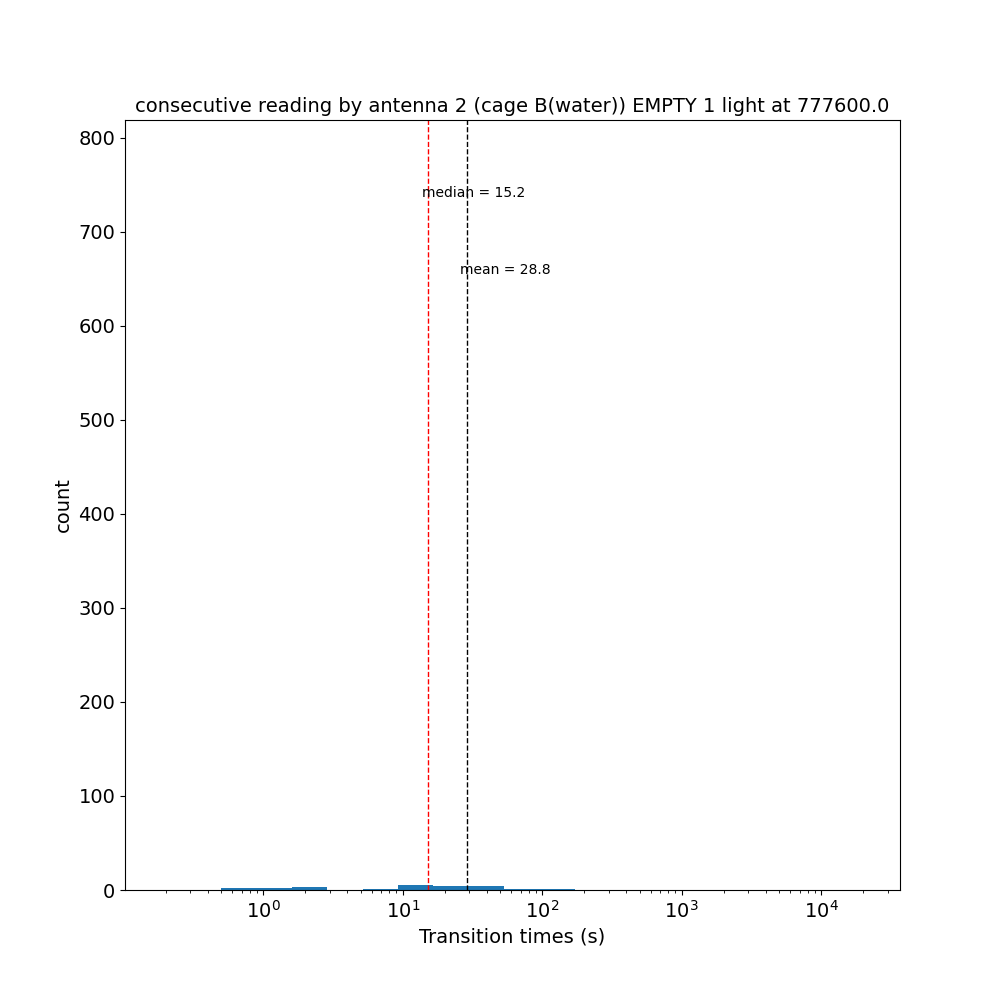 consecutive reading by antenna 2 (cage B(water)) EMPTY 1 light at 777600.0
800
700
600
500
400
300
200
100
0
count
median = 15.2
mean = 28.8
10⁰ 10¹ 10² 10³ 10⁴
Transition times (s)